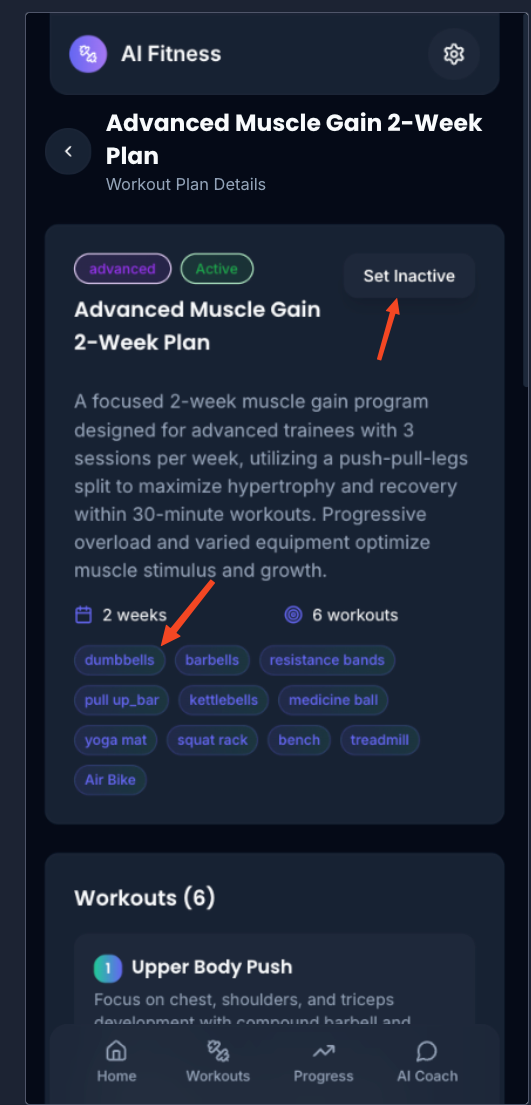 AI Fitness
Advanced Muscle Gain 2-Week
Plan
Workout Plan Details
advanced
Active
Set Inactive
Advanced Muscle Gain
2-Week Plan
A focused 2-week muscle gain program
designed for advanced trainees with 3
sessions per week, utilizing a push-pull-legs
split to maximize hypertrophy and recovery
within 30-minute workouts. Progressive
overload and varied equipment optimize
muscle stimulus and growth.
2 weeks
6 workouts
dumbbells barbells resistance bands
pull up_bar kettlebells medicine ball
yoga mat squat rack bench treadmill
Air Bike
Workouts (6)
1 Upper Body Push
Focus on chest, shoulders, and triceps
development with compound barbell and
Home Workouts Progress AI Coach